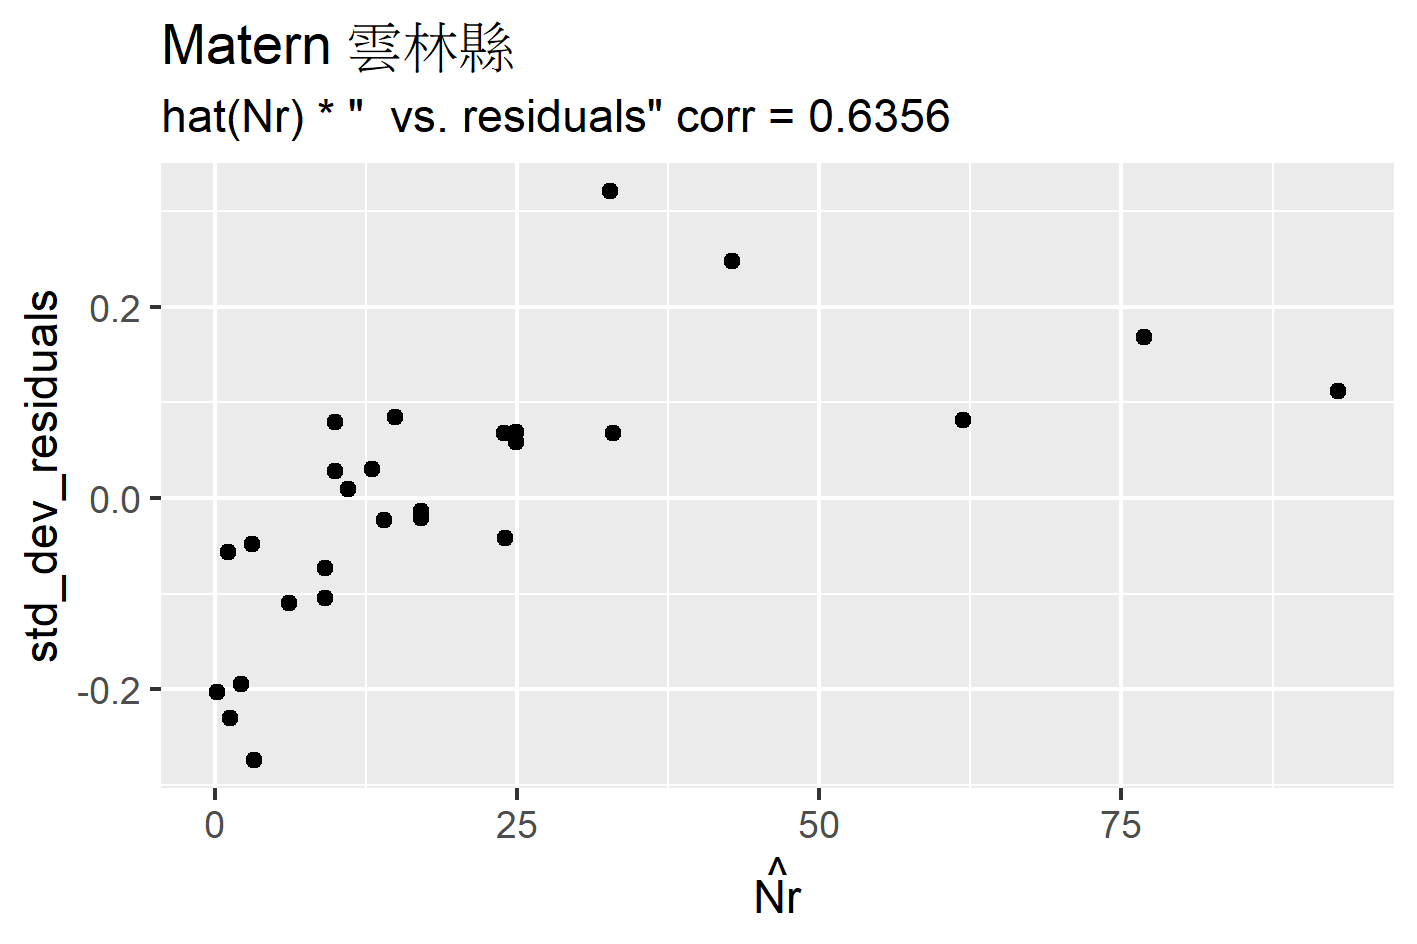 Matern 雲林縣
hat(Nr) * "  vs. residuals" corr = 0.6356
std_dev_residuals
0.2
0.0
-0.2
0
25
50
75
N̂r